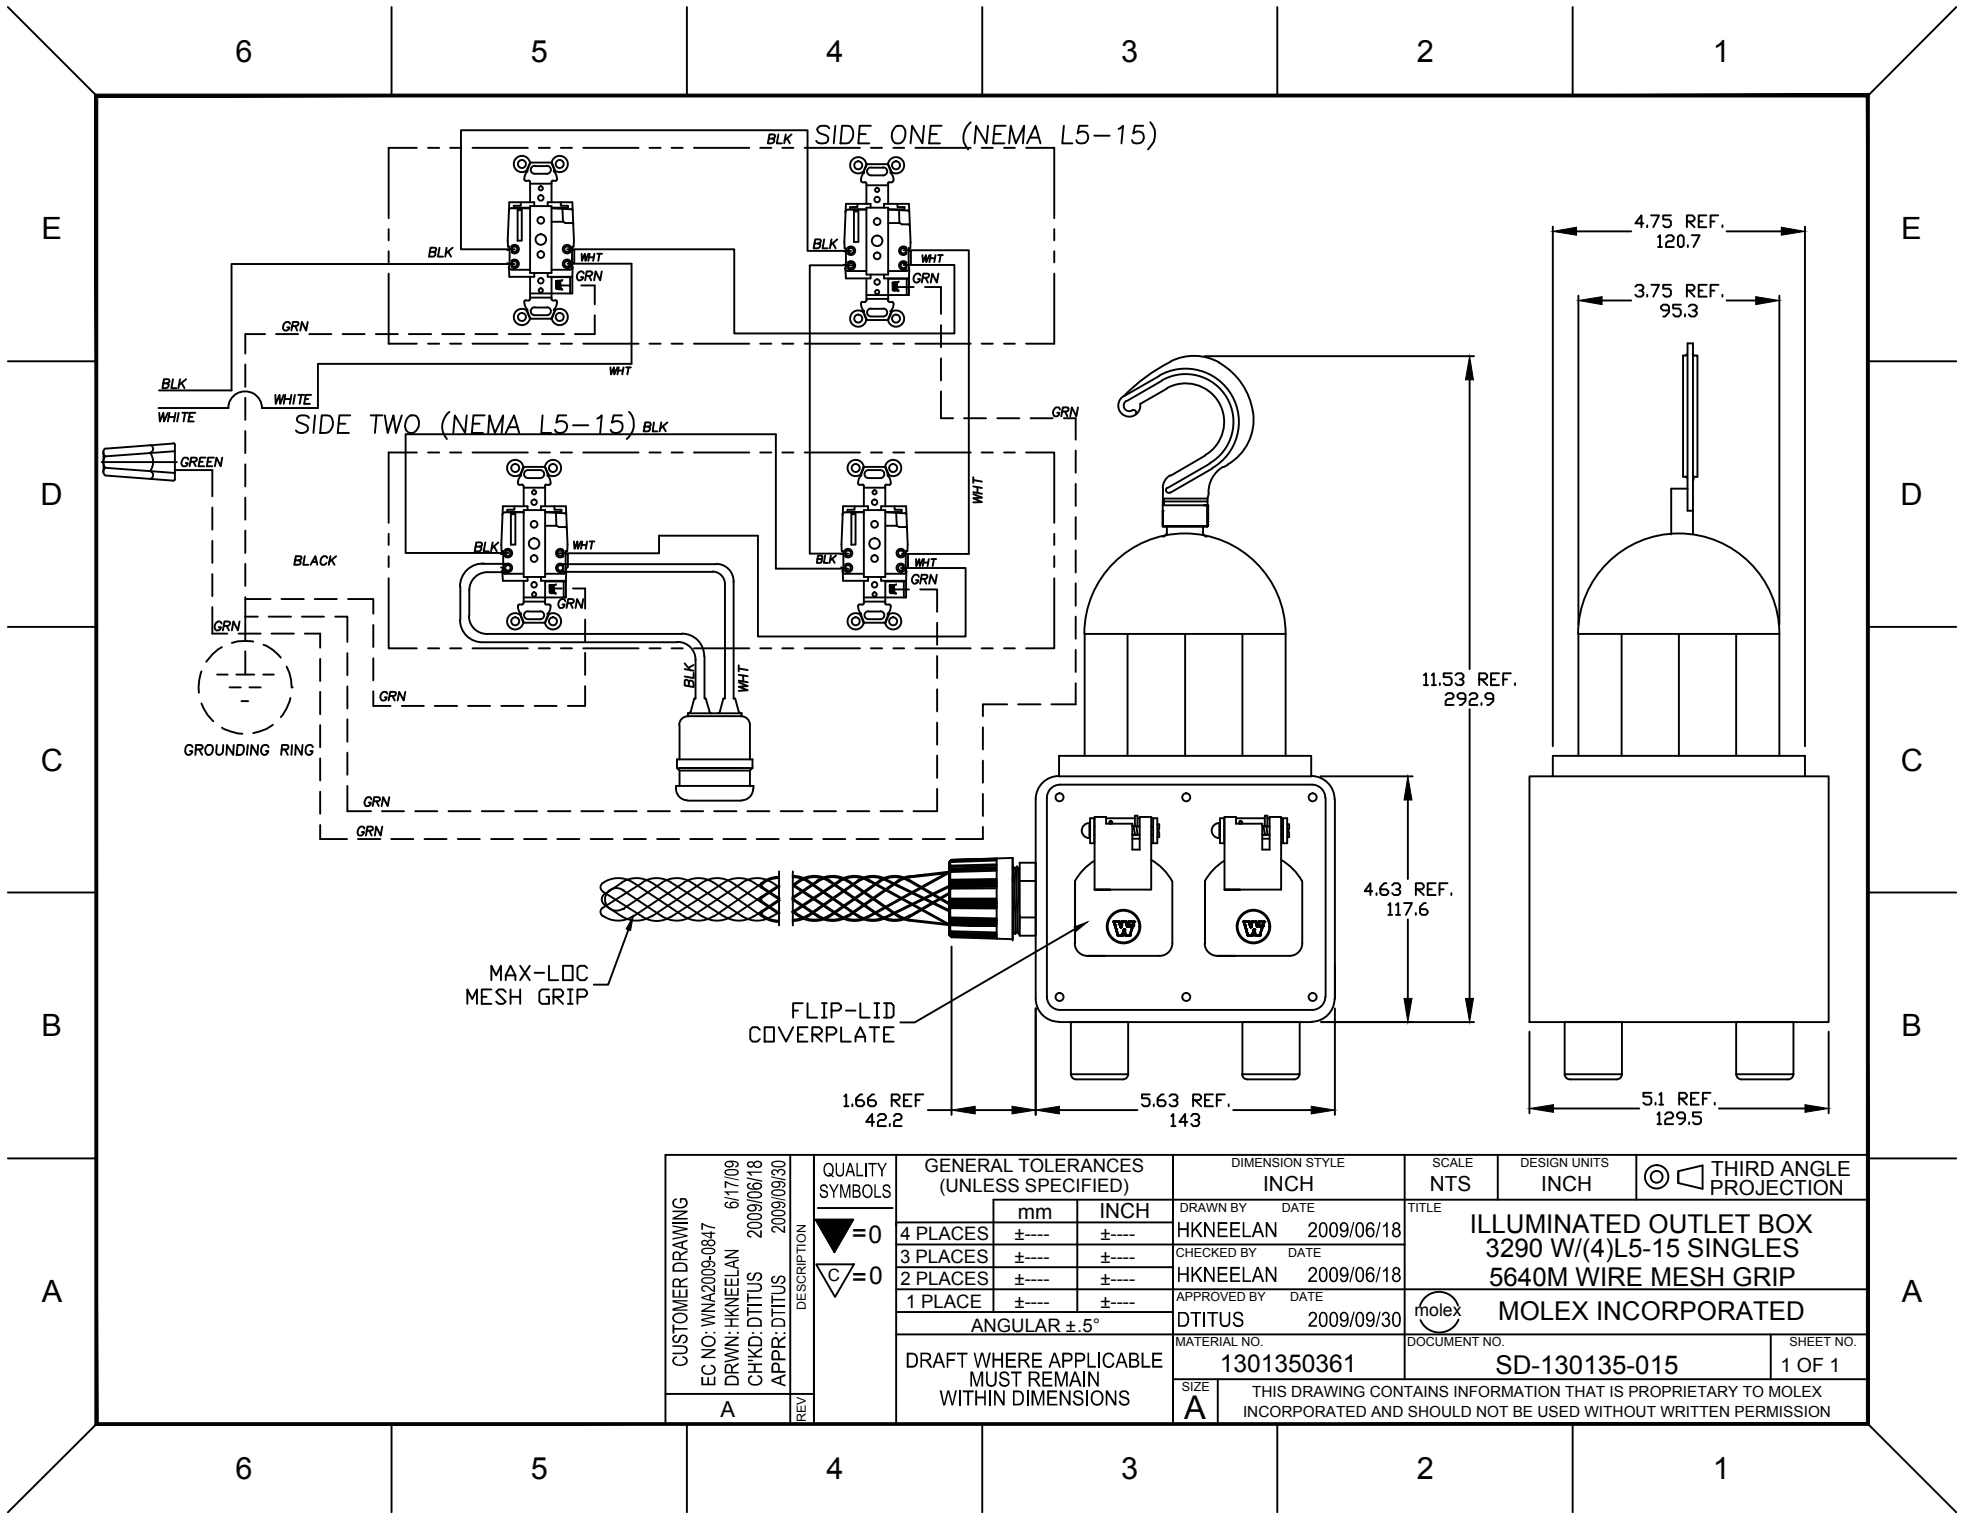 6 5 4 3 2 1
E
D
C
B
A
E
D
C
B
A
6 5 4 3 2 1
SIDE ONE (NEMA L5-15)
BLK
BLK
BLK
WHT
WHT
GRN
GRN
GRN
WHT
BLK
WHITE
WHITE
SIDE TWO (NEMA L5-15)
BLK
GRN
GREEN
WHT
BLACK
BLK
WHT
BLK
WHT
GRN
GRN
GRN
GRN
BLK
WHT
GROUNDING RING
GRN
GRN
MAX-LOC
MESH GRIP
FLIP-LID
COVERPLATE
W W
4.75 REF.
120.7
3.75 REF.
95.3
11.53 REF.
292.9
4.63 REF.
117.6
1.66 REF
42.2
5.63 REF.
143
5.1 REF.
129.5
CUSTOMER DRAWING
EC NO: WNA2009-0847
DRWN: HKNEELAN 6/17/09
CH'KD: DTITUS 2009/06/18
APPR: DTITUS 2009/09/30
A
DESCRIPTION
REV
QUALITY
SYMBOLS
=0
C =0
GENERAL TOLERANCES
(UNLESS SPECIFIED)
mm INCH
4 PLACES ±---- ±----
3 PLACES ±---- ±----
2 PLACES ±---- ±----
1 PLACE ±---- ±----
ANGULAR ±.5°
DRAFT WHERE APPLICABLE
MUST REMAIN
WITHIN DIMENSIONS
DIMENSION STYLE
INCH
SCALE
NTS
DESIGN UNITS
INCH
THIRD ANGLE
PROJECTION
DRAWN BY DATE
HKNEELAN 2009/06/18
CHECKED BY DATE
HKNEELAN 2009/06/18
APPROVED BY DATE
DTITUS 2009/09/30
TITLE
ILLUMINATED OUTLET BOX
3290 W/(4)L5-15 SINGLES
5640M WIRE MESH GRIP
molex MOLEX INCORPORATED
MATERIAL NO.
1301350361
DOCUMENT NO.
SD-130135-015
SHEET NO.
1 OF 1
SIZE
A
THIS DRAWING CONTAINS INFORMATION THAT IS PROPRIETARY TO MOLEX
INCORPORATED AND SHOULD NOT BE USED WITHOUT WRITTEN PERMISSION